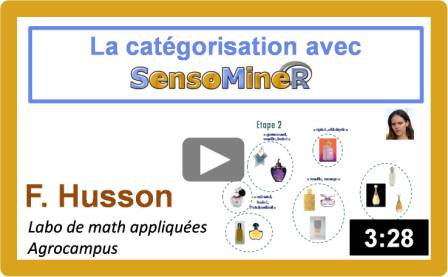 La catégorisation avec
SensoMineR
Etape 2
F. Husson
Labo de math appliquées
Agrocampus
3:28